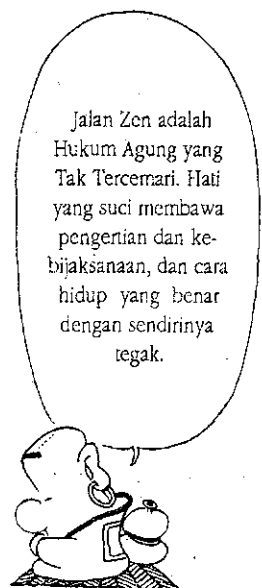 Jalan Zen adalah
Hukum Agung yang
Tak Tercemari. Hati
yang suci membawa
pengertian dan ke-
bijaksanaan, dan cara
hidup yang benar
dengan sendirinya
tegak.